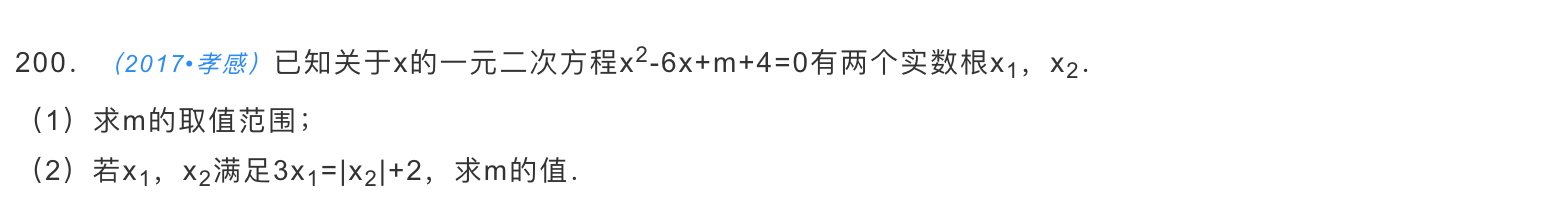 200. （2017•孝感）已知关于x的一元二次方程x²-6x+m+4=0有两个实数根x₁，x₂.
（1）求m的取值范围；
（2）若x₁，x₂满足3x₁=|x₂|+2，求m的值.